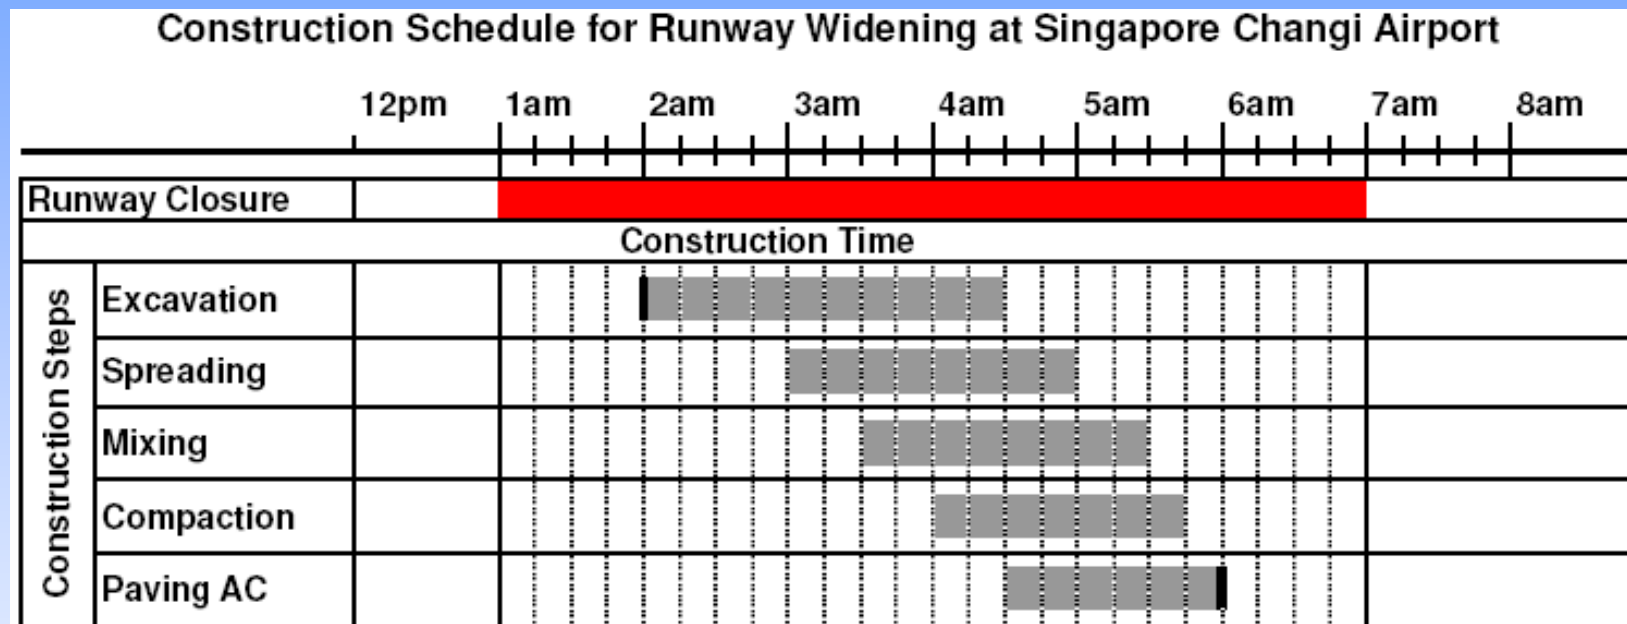 Construction Schedule for Runway Widening at Singapore Changi Airport
12pm 1am 2am 3am 4am 5am 6am 7am 8am
Runway Closure
Construction Time
Construction Steps
Excavation
Spreading
Mixing
Compaction
Paving AC